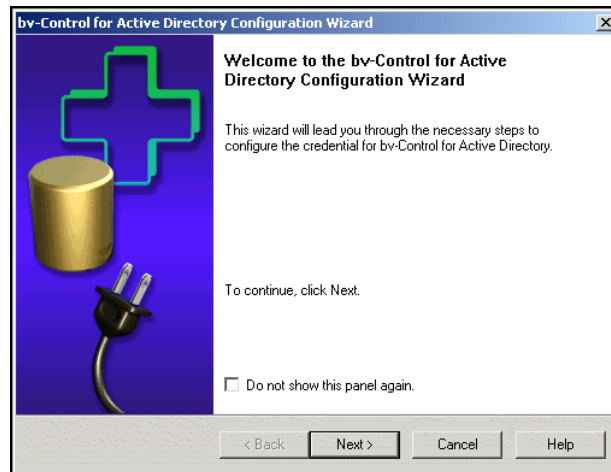 bv-Control for Active Directory Configuration Wizard
Welcome to the bv-Control for Active
Directory Configuration Wizard
This wizard will lead you through the necessary steps to
configure the credential for bv-Control for Active Directory.
To continue, click Next.
Do not show this panel again.
< Back Next > Cancel Help